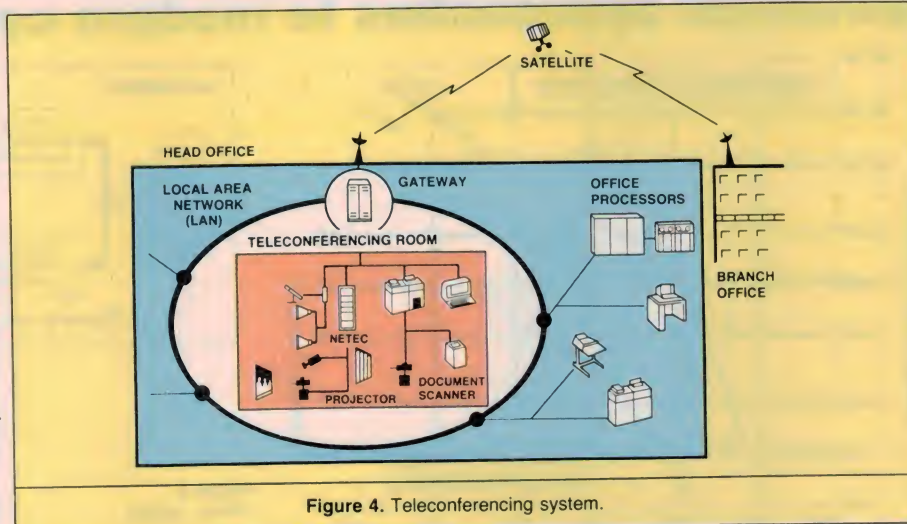 SATELLITE
HEAD OFFICE
LOCAL AREA
NETWORK
(LAN)
GATEWAY
OFFICE
PROCESSORS
TELECONFERENCING ROOM
BRANCH
OFFICE
NETEC
PROJECTOR
DOCUMENT
SCANNER
Figure 4. Teleconferencing system.